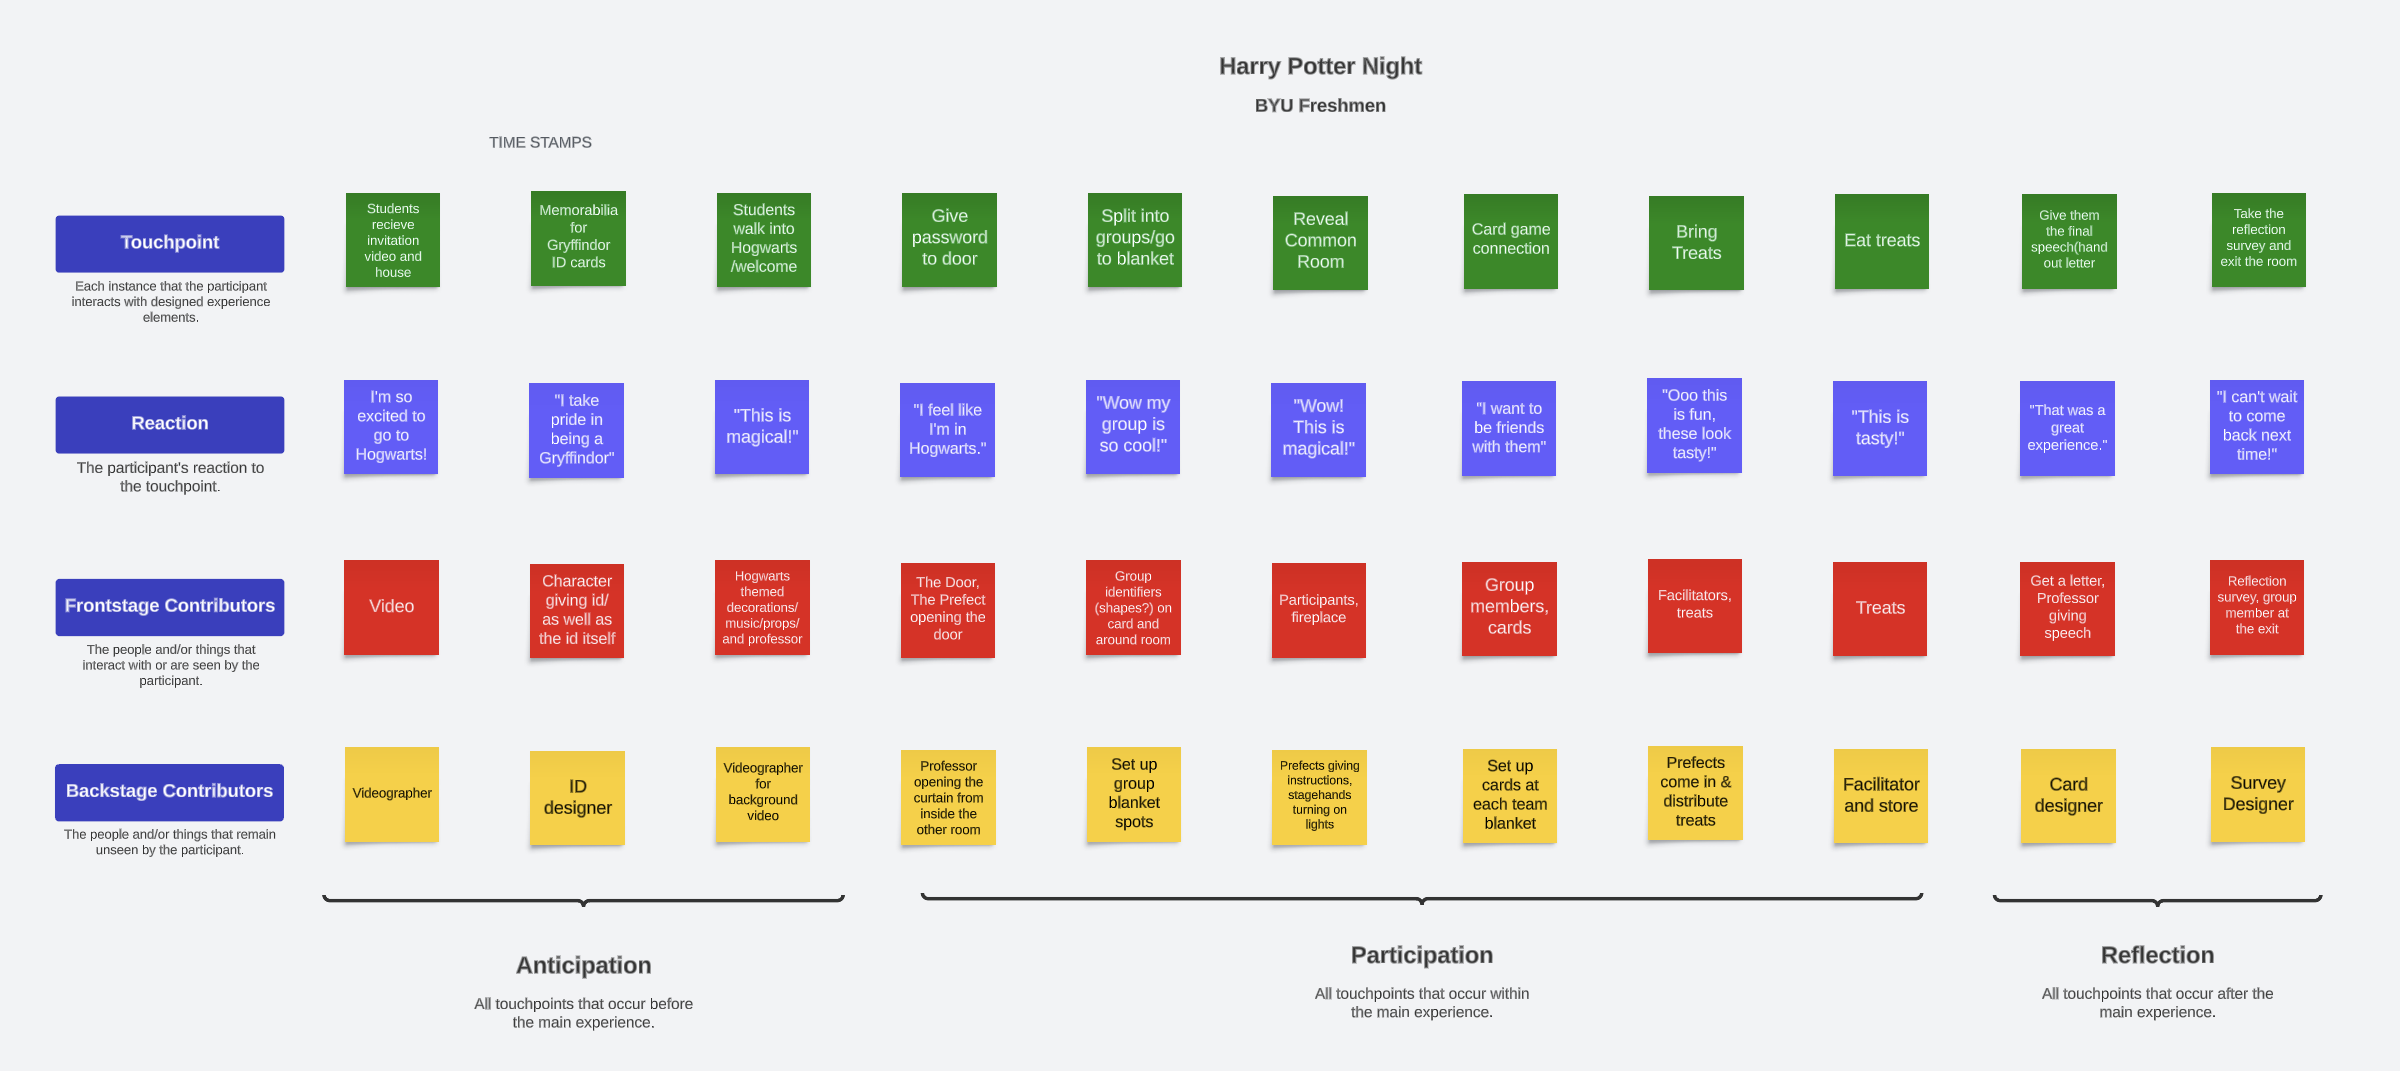 Harry Potter Night
BYU Freshmen
TIME STAMPS
Touchpoint
Each instance that the participant
interacts with designed experience
elements.
Students
recieve
invitation
video and
house
Memorabilia
for
Gryffindor
ID cards
Students
walk into
Hogwarts
/welcome
Give
password
to door
Split into
groups/go
to blanket
Reveal
Common
Room
Card game
connection
Bring
Treats
Eat treats
Give them
the final
speech(hand
out letter
Take the
reflection
survey and
exit the room
Reaction
The participant's reaction to
the touchpoint.
I'm so
excited to
go to
Hogwarts!
"I take
pride in
being a
Gryffindor"
"This is
magical!"
"I feel like
I'm in
Hogwarts."
"Wow my
group is
so cool!"
"Wow!
This is
magical!"
"I want to
be friends
with them"
"Ooo this
is fun,
these look
tasty!"
"This is
tasty!"
"That was a
great
experience."
"I can't wait
to come
back next
time!"
Frontstage Contributors
The people and/or things that
interact with or are seen by the
participant.
Video
Character
giving id/
as well as
the id itself
Hogwarts
themed
decorations/
music/props/
and professor
The Door,
The Prefect
opening the
door
Group
identifiers
(shapes?) on
card and
around room
Participants,
fireplace
Group
members,
cards
Facilitators,
treats
Treats
Get a letter,
Professor
giving
speech
Reflection
survey, group
member at
the exit
Backstage Contributors
The people and/or things that remain
unseen by the participant.
Videographer
ID
designer
Videographer
for
background
video
Professor
opening the
curtain from
inside the
other room
Set up
group
blanket
spots
Prefects giving
instructions,
stagehands
turning on
lights
Set up
cards at
each team
blanket
Prefects
come in &
distribute
treats
Facilitator
and store
Card
designer
Survey
Designer
Anticipation
All touchpoints that occur before
the main experience.
Participation
All touchpoints that occur within
the main experience.
Reflection
All touchpoints that occur after the
main experience.